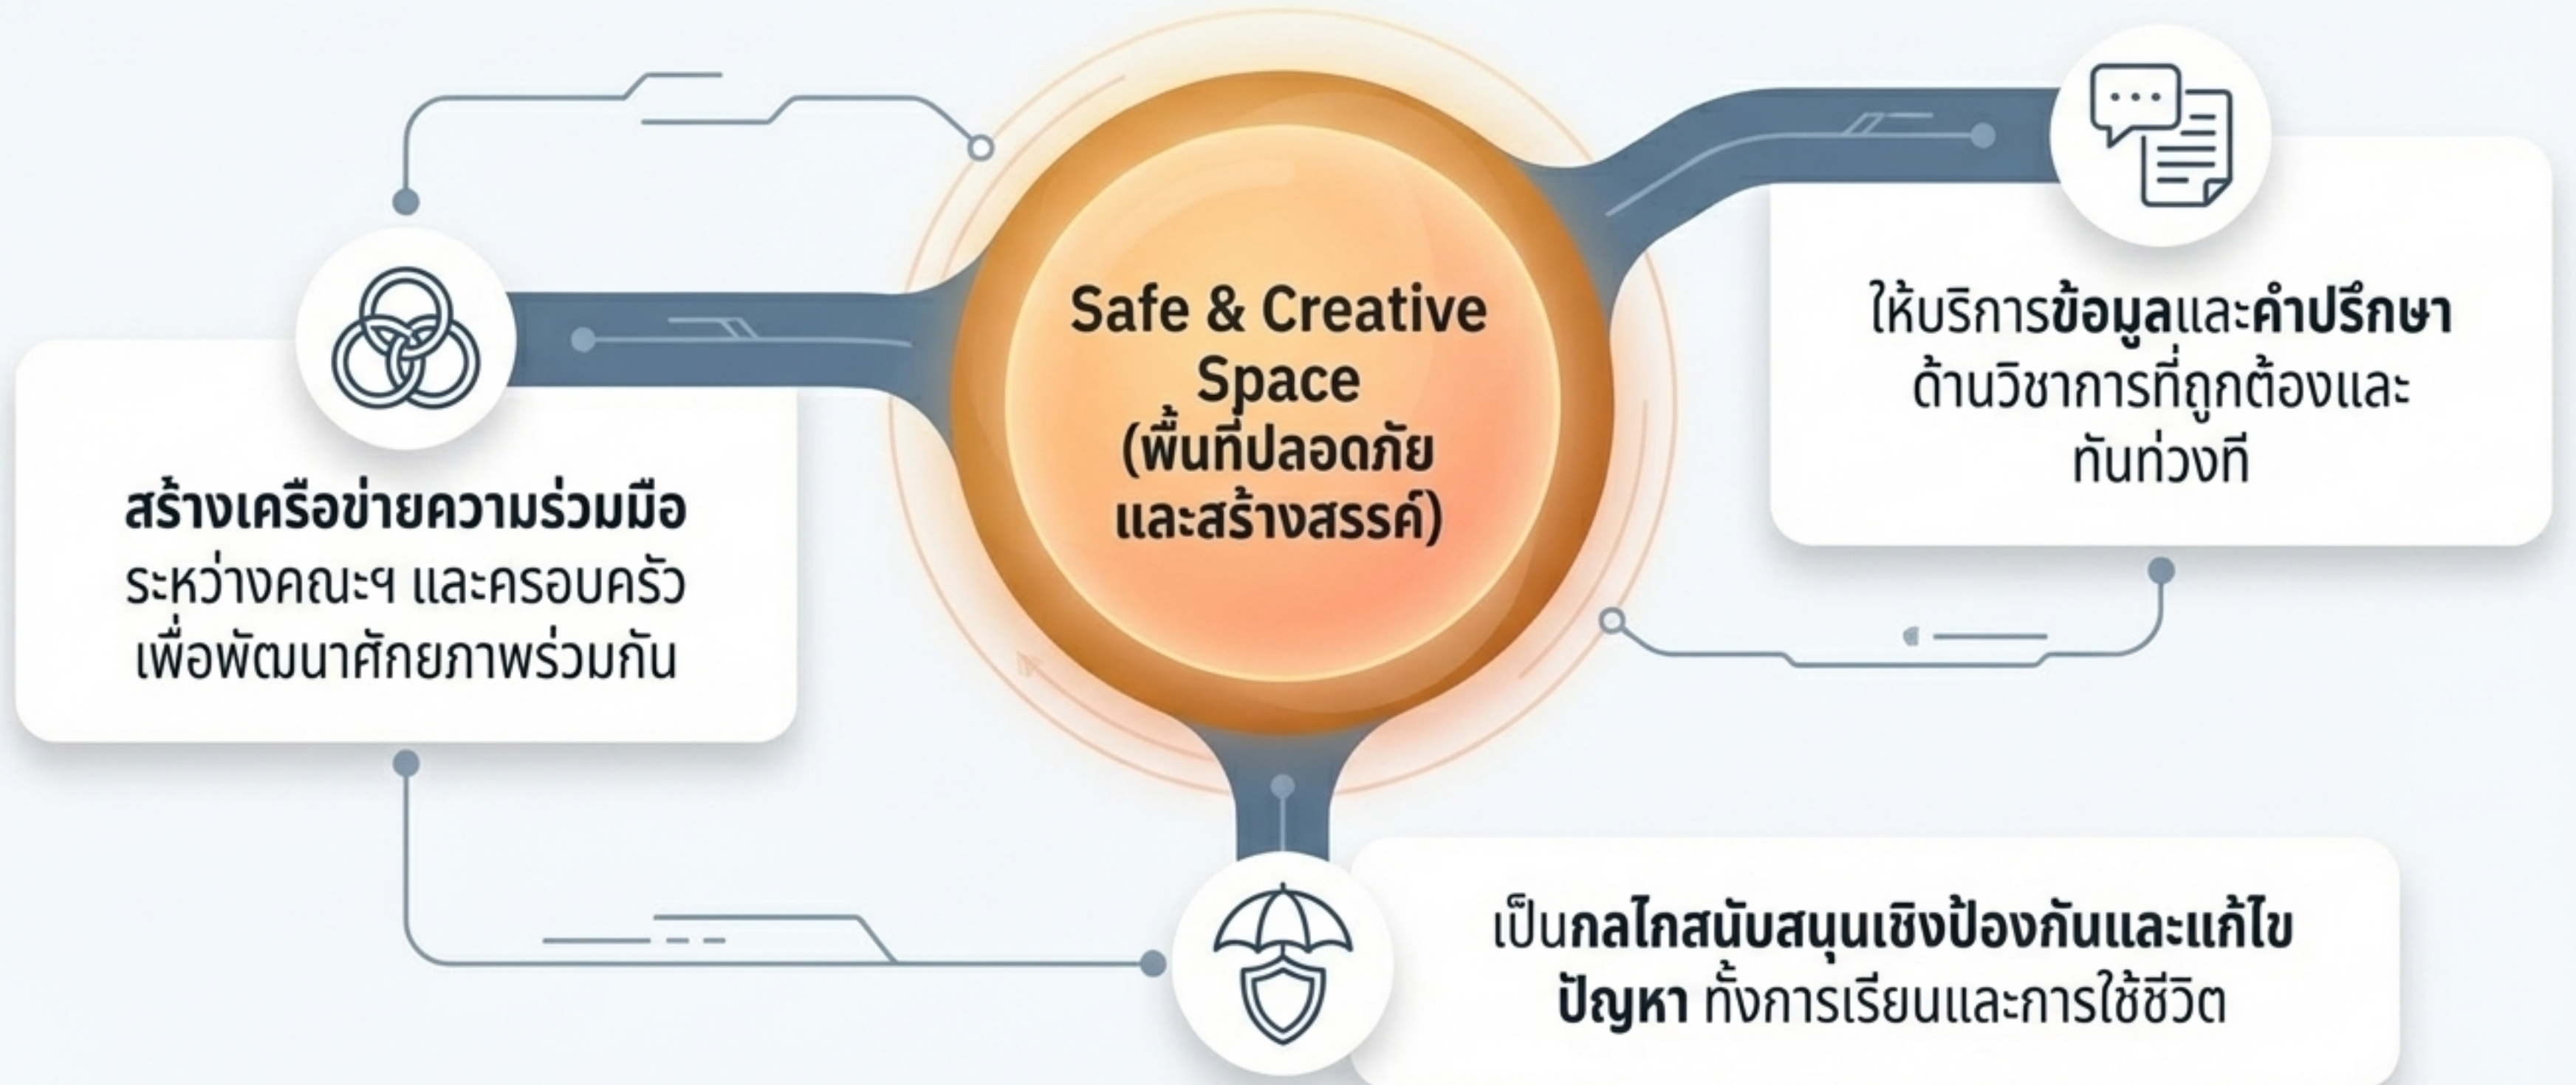 Safe & Creative
Space
(พื้นที่ปลอดภัย
และสร้างสรรค์)
สร้างเครือข่ายความร่วมมือ
ระหว่างคณะฯ และครอบครัว
เพื่อพัฒนาศักยภาพร่วมกัน
ให้บริการข้อมูลและคำปรึกษา
ด้านวิชาการที่ถูกต้องและ
ทันท่วงที
เป็นกลไกสนับสนุนเชิงป้องกันและแก้ไข
ปัญหา ทั้งการเรียนและการใช้ชีวิต